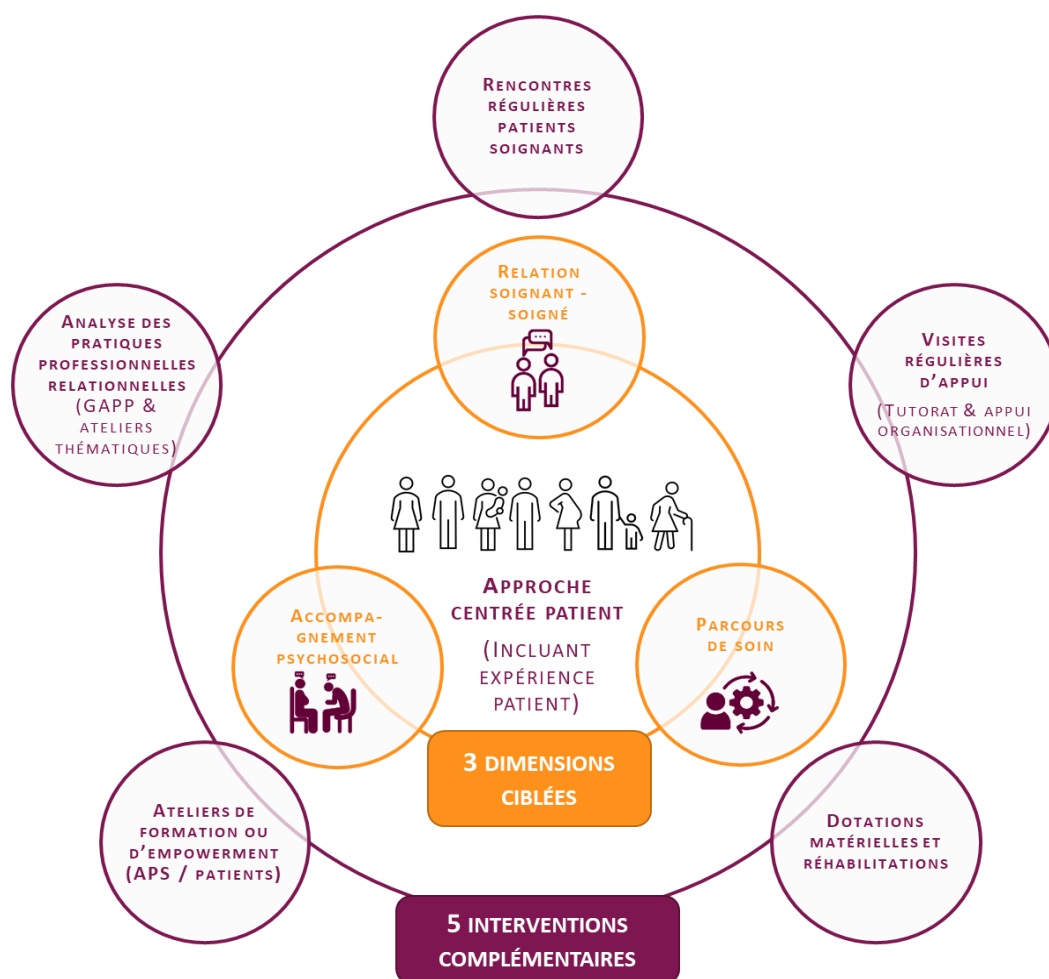 RENCONTRES
RÉGULIÈRES
PATIENTS
SOIGNANTS
RELATION
SOIGNANT -
SOIGNÉ
ANALYSE DES
PRATIQUES
PROFESSIONNELLES
RELATIONNELLES
(GAPP &
ATELIERS
THÉMATIQUES)
VISITES
RÉGULIÈRES
D’APPUI
(TUTORAT & APPUI
ORGANISATIONNEL)
APPROCHE
CENTRÉE PATIENT
(INCLUANT
EXPÉRIENCE
PATIENT)
ACCOMPA-
GNEMENT
PSYCHOSOCIAL
PARCOURS
DE SOIN
3 DIMENSIONS
CIBLÉES
ATELIERS DE
FORMATION OU
D’EMPOWERMENT
(APS / PATIENTS)
DOTATIONS
MATÉRIELLES ET
RÉHABILITATIONS
5 INTERVENTIONS
COMPLÉMENTAIRES